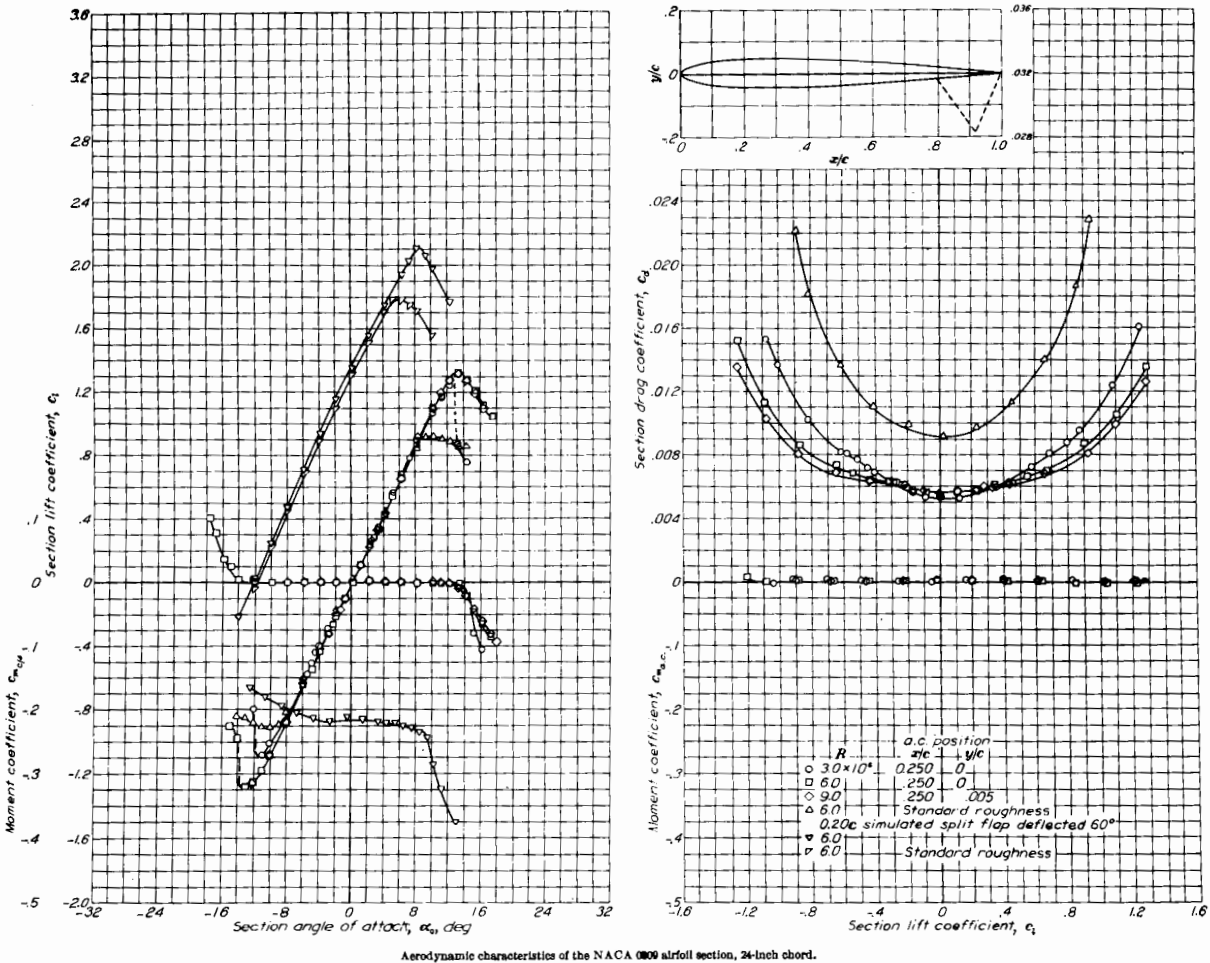 3.6
3.2
2.8
2.4
2.0
1.6
1.2
.8
.4
0
-.4
-.8
-1.2
-1.6
-2.0
.1
0
-.1
-.2
-.3
-.4
-.5
Section lift coefficient, c_l
Moment coefficient, c_m c/4
-32 -24 -16 -8 0 8 16 24 32
Section angle of attack, α₀, deg
.2
0
-.2
y/c
0 .2 .4 .6 .8 1.0
x/c
.036
.032
.028
.024
.020
.016
.012
.008
.004
0
-.1
-.2
-.3
-.4
-.5
Section drag coefficient, c_d
Moment coefficient, c_m a.c.
a.c. position
R x/c y/c
3.0×10⁶ 0.250 0
6.0 .250 0
9.0 .250 .005
6.0 Standard roughness
0.20c simulated split flap deflected 60°
6.0
6.0 Standard roughness
-1.6 -1.2 -.8 -.4 0 .4 .8 1.2 1.6
Section lift coefficient, c_l
Aerodynamic characteristics of the NACA 0009 airfoil section, 24-inch chord.